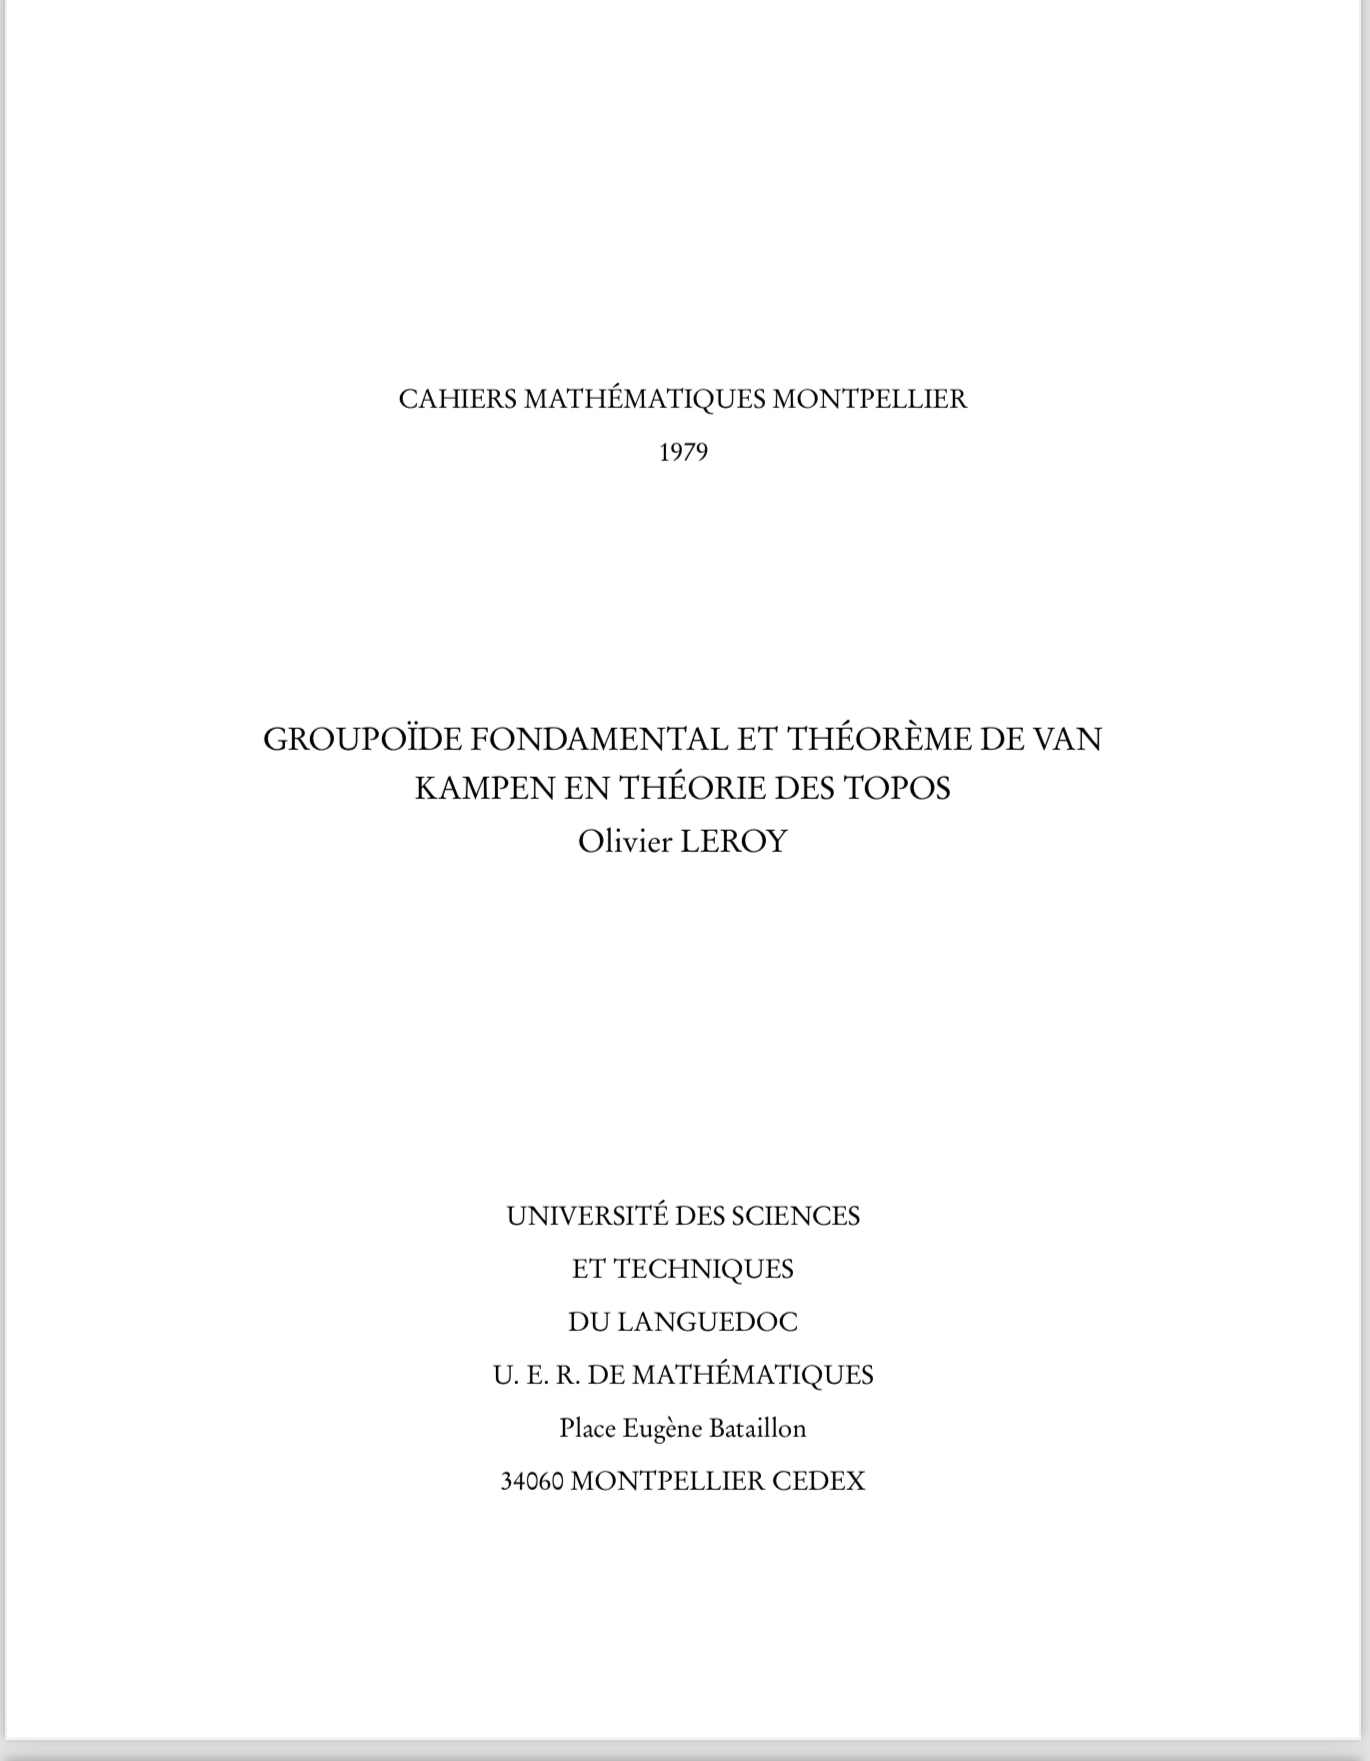 CAHIERS MATHÉMATIQUES MONTPELLIER
1979
GROUPOÏDE FONDAMENTAL ET THÉORÈME DE VAN
KAMPEN EN THÉORIE DES TOPOS
Olivier LEROY
UNIVERSITÉ DES SCIENCES
ET TECHNIQUES
DU LANGUEDOC
U. E. R. DE MATHÉMATIQUES
Place Eugène Bataillon
34060 MONTPELLIER CEDEX